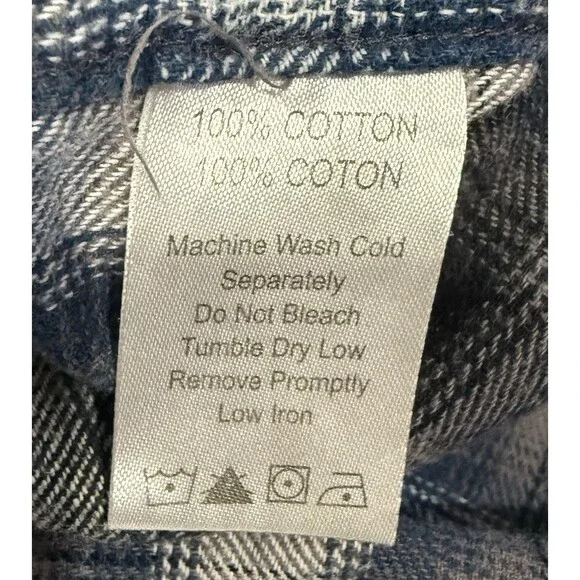 100% COTTON
100% COTON
Machine Wash Cold
Separately
Do Not Bleach
Tumble Dry Low
Remove Promptly
Low Iron